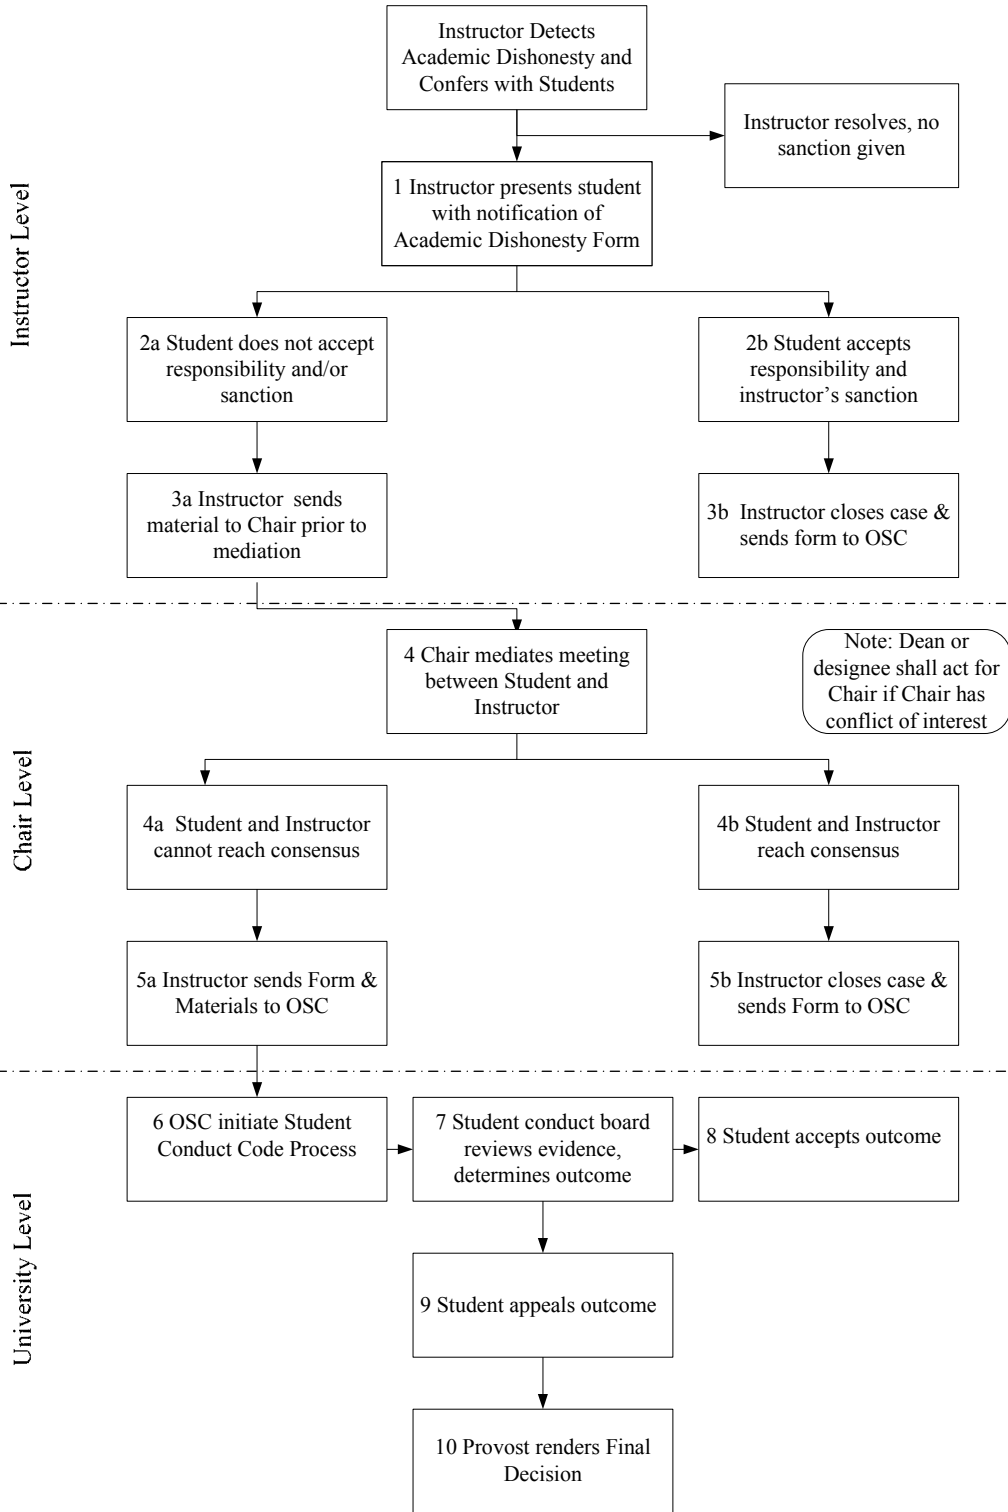 Instructor Detects
Academic Dishonesty and
Confers with Students
Instructor resolves, no
sanction given
Instructor Level
1 Instructor presents student
with notification of
Academic Dishonesty Form
2a Student does not accept
responsibility and/or
sanction
2b Student accepts
responsibility and
instructor’s sanction
3a Instructor sends
material to Chair prior to
mediation
3b Instructor closes case &
sends form to OSC
Chair Level
4 Chair mediates meeting
between Student and
Instructor
Note: Dean or
designee shall act for
Chair if Chair has
conflict of interest
4a Student and Instructor
cannot reach consensus
4b Student and Instructor
reach consensus
5a Instructor sends Form &
Materials to OSC
5b Instructor closes case &
sends Form to OSC
University Level
6 OSC initiate Student
Conduct Code Process
7 Student conduct board
reviews evidence,
determines outcome
8 Student accepts outcome
9 Student appeals outcome
10 Provost renders Final
Decision